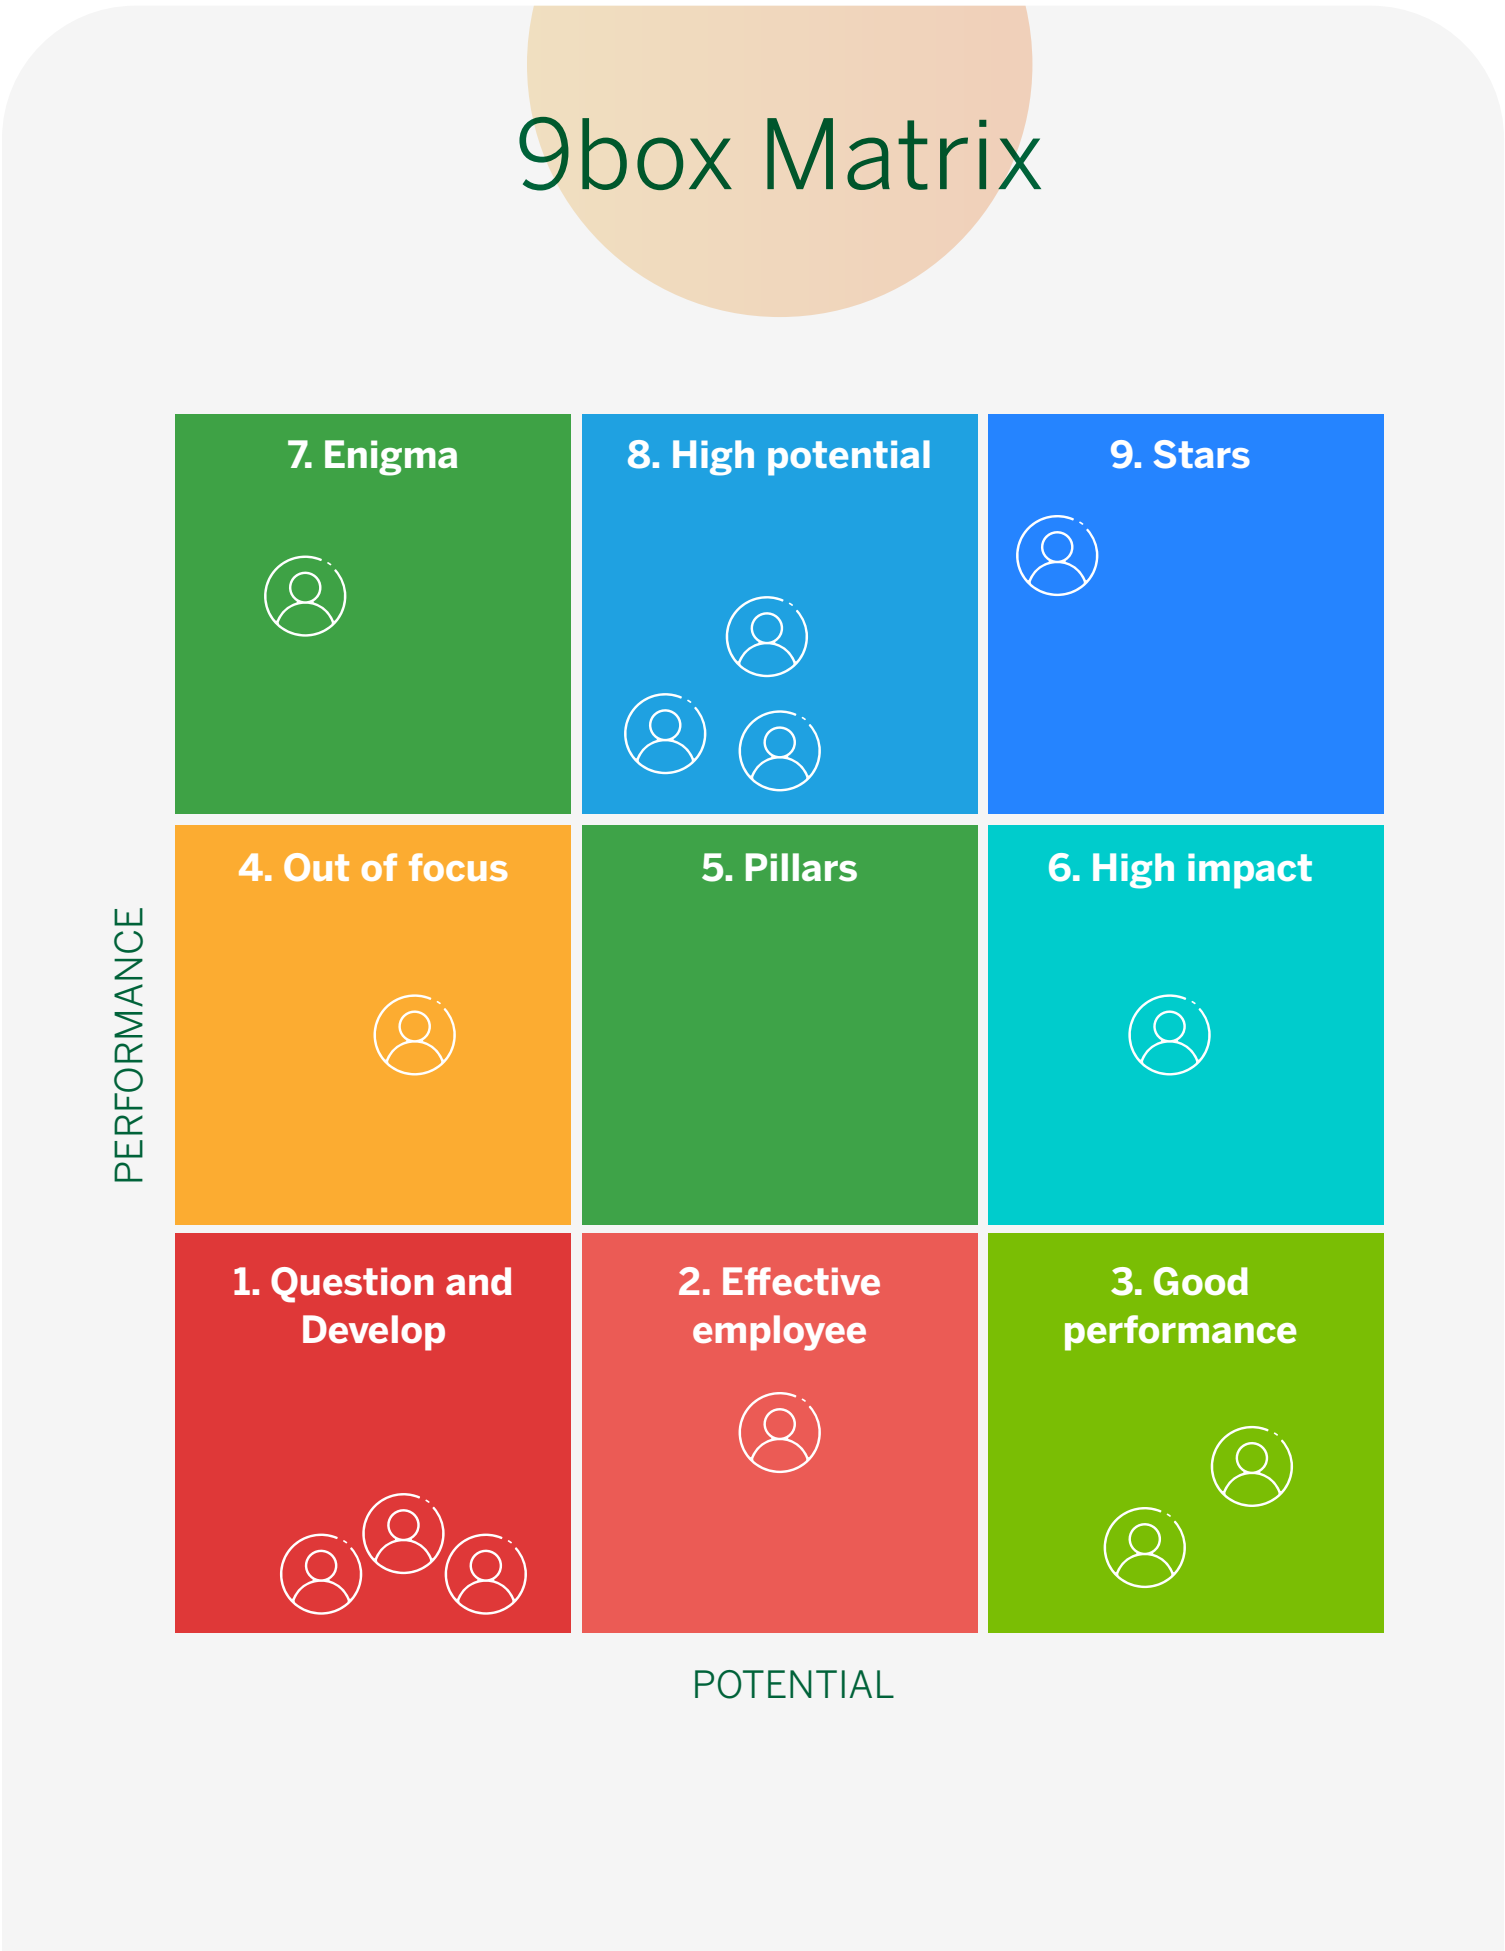 9box Matrix
7. Enigma
8. High potential
9. Stars
4. Out of focus
5. Pillars
6. High impact
PERFORMANCE
1. Question and
Develop
2. Effective
employee
3. Good
performance
POTENTIAL